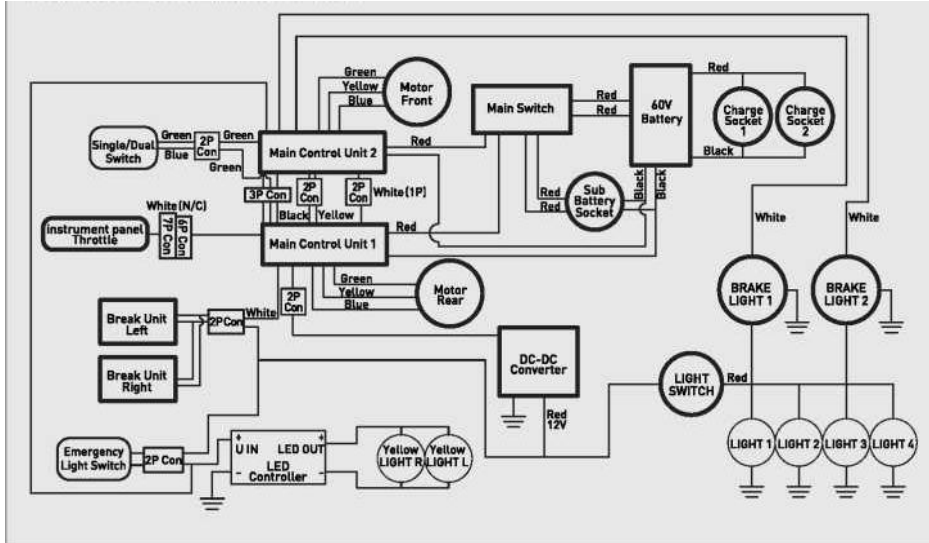 Green
Yellow
Blue
Motor
Front
Red
Main Switch
Red
Red
60V
Battery
Red
Charge
Socket
1
Charge
Socket
2
Black
Single/Dual
Switch
Green
Blue
2P
Con
Green
Green
Main Control Unit 2
3P Con
2P
Con
2P
Con
White (1P)
Black
Yellow
Red
Red
Sub
Battery
Socket
Black
Black
instrument panel
Throttle
White (N/C)
7P Con
6P Con
Main Control Unit 1
Red
Green
Yellow
Blue
Motor
Rear
2P
Con
White
White
BRAKE
LIGHT 1
BRAKE
LIGHT 2
Break Unit
Left
2P Con
White
Break Unit
Right
DC-DC
Converter
Red
12V
LIGHT
SWITCH
Red
LIGHT 1
LIGHT 2
LIGHT 3
LIGHT 4
Emergency
Light Switch
2P Con
+
U IN
LED OUT
+
−
LED
Controller
−
Yellow
LIGHT R
Yellow
LIGHT L